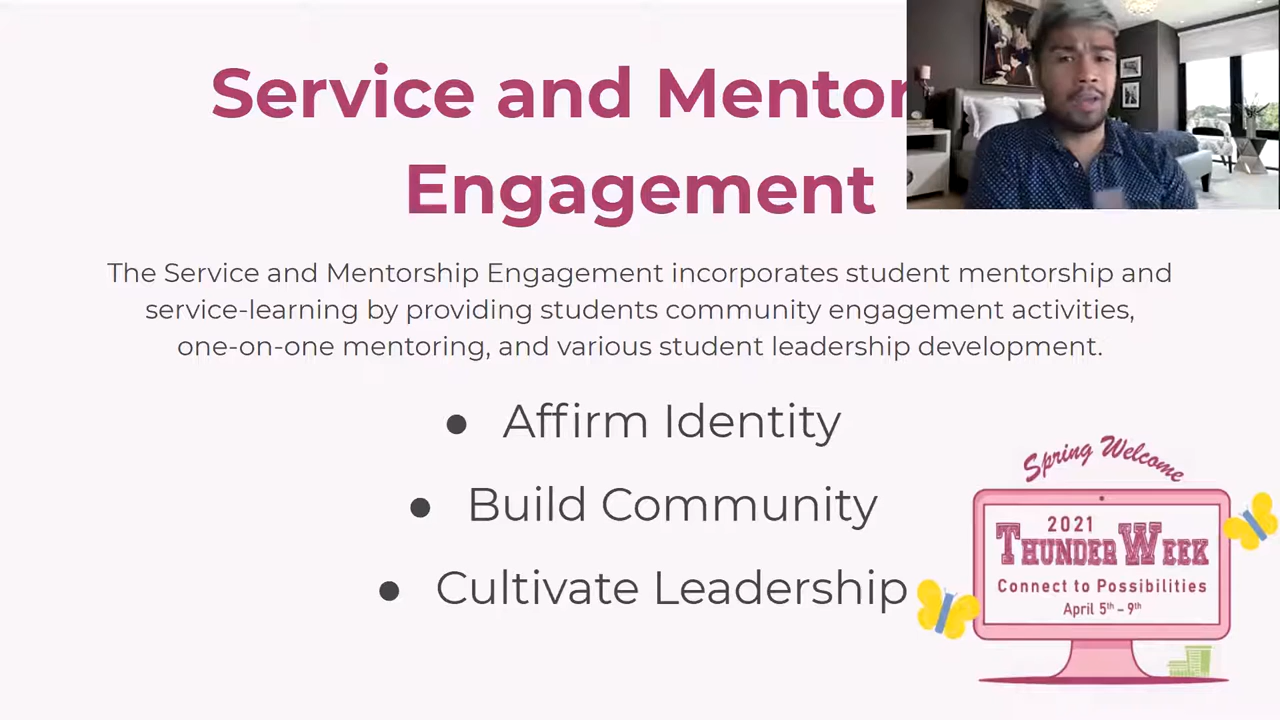 Service and Mentor
Engagement
The Service and Mentorship Engagement incorporates student mentorship and
service-learning by providing students community engagement activities,
one-on-one mentoring, and various student leadership development.
● Affirm Identity
● Build Community
● Cultivate Leadership
Spring Welcome
2021
THUNDER WEEK
Connect to Possibilities
April 5th – 9th